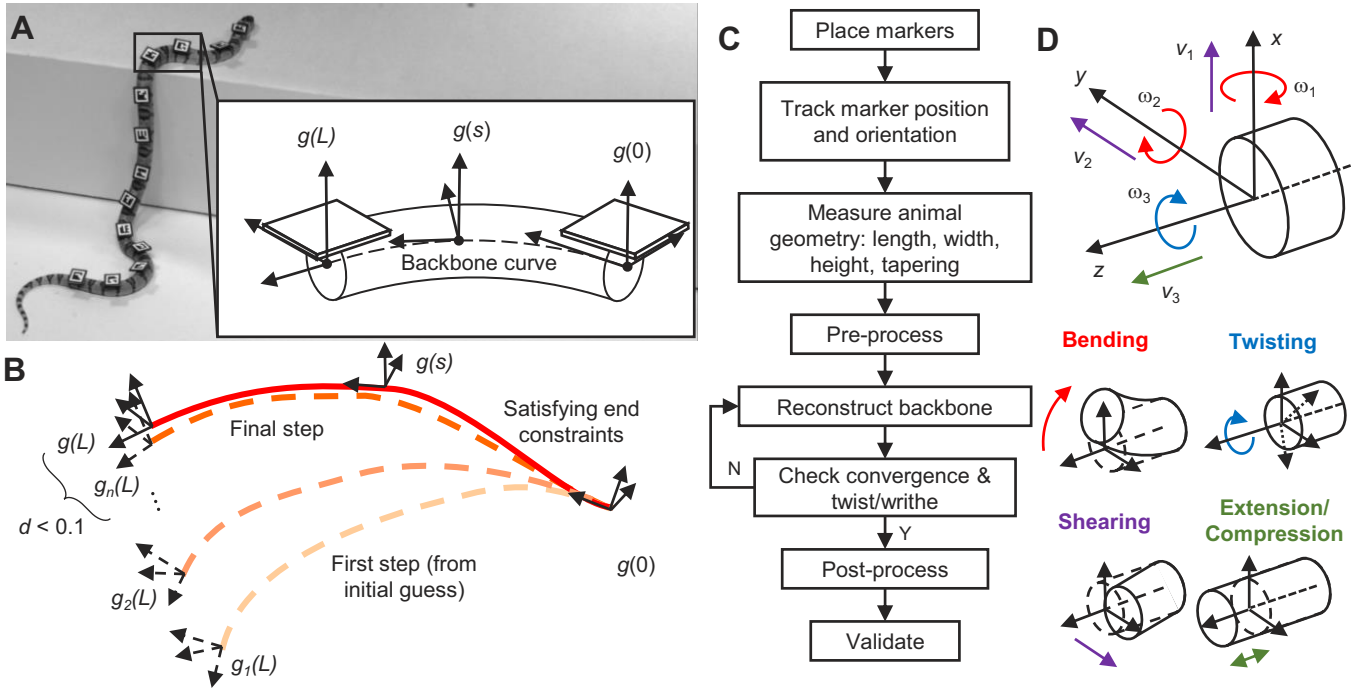 A
g(L)
g(s)
g(0)
Backbone curve
B
g(s)
Final step
Satisfying end
constraints
g(L)
gn(L)
...
d < 0.1
g2(L)
First step (from
initial guess)
g(0)
g1(L)
C
Place markers
Track marker position
and orientation
Measure animal
geometry: length, width,
height, tapering
Pre-process
Reconstruct backbone
N
Check convergence &
twist/writhe
Y
Post-process
Validate
D
x
v1
ω1
y
ω2
v2
ω3
z
v3
Bending
Twisting
Shearing
Extension/
Compression